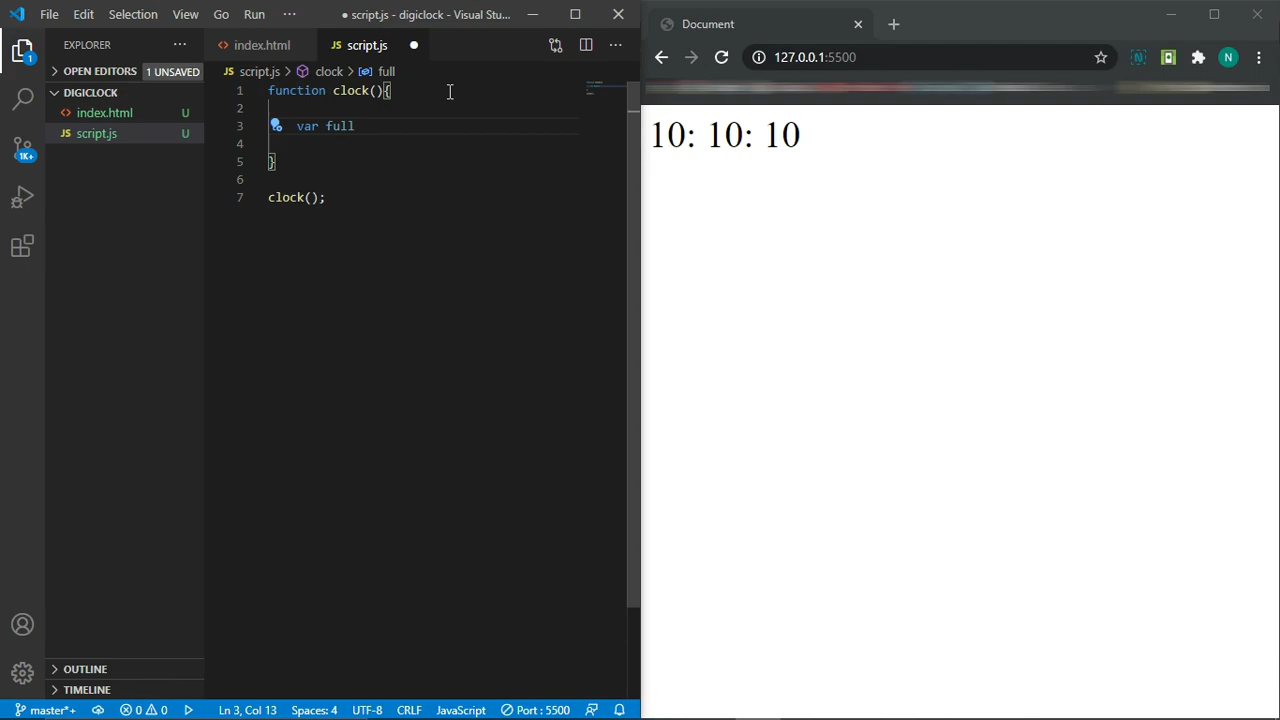 File Edit Selection View Go Run ··· ● script.js - digiclock - Visual Stu...
Document
EXPLORER ···
index.html
JS script.js
127.0.0.1:5500
N
N
1
OPEN EDITORS 1 UNSAVED
JS script.js > clock > full
DIGICLOCK
index.html U
JS script.js U
1K+
1 function clock(){
2
3 var full
4
5 }
6
7 clock();
10: 10: 10
OUTLINE
TIMELINE
master*+ 0 0 Ln 3, Col 13 Spaces: 4 UTF-8 CRLF JavaScript Port : 5500